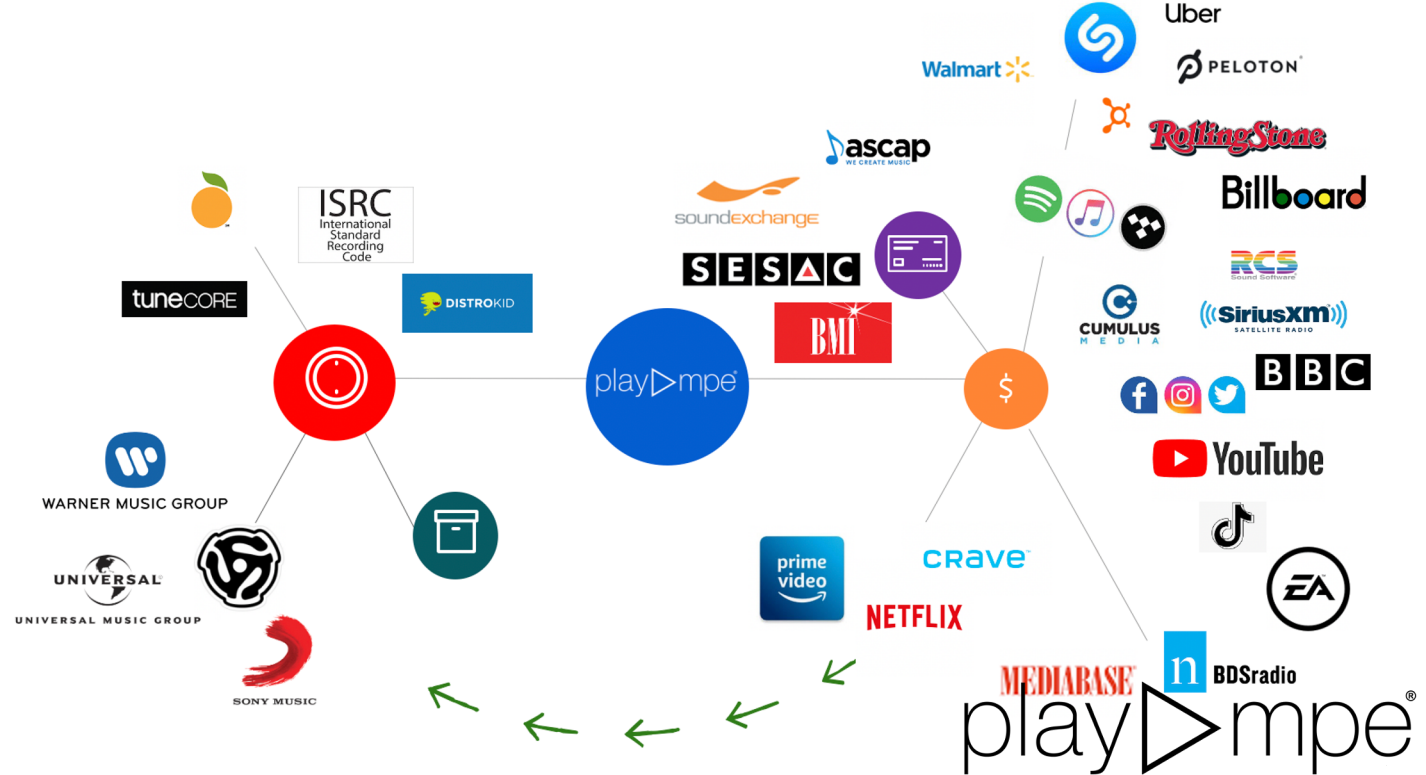 Uber
Walmart
PELOTON
RollingStone
ascap
WE CREATE MUSIC
Billboard
soundexchange
ISRC
International
Standard
Recording
Code
SESAC
RCS
Sound Software
tunecore
DISTROKID
CUMULUS
MEDIA
SiriusXM
SATELLITE RADIO
BMI
play mpe®
$
BBC
YouTube
WARNER MUSIC GROUP
prime
video
CRAVE
UNIVERSAL
UNIVERSAL MUSIC GROUP
EA
NETFLIX
SONY MUSIC
MEDIABASE
n
BDSradio
play mpe®